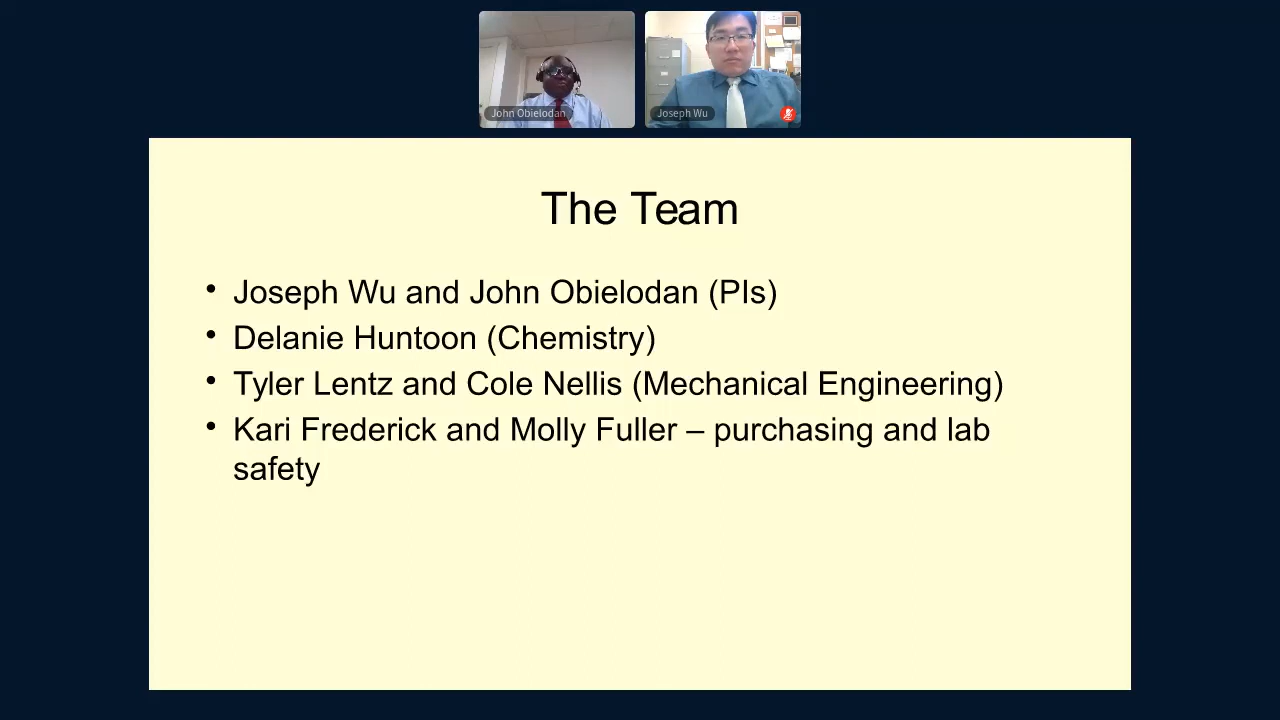 John Obielodan
Joseph Wu
The Team
• Joseph Wu and John Obielodan (PIs)
• Delanie Huntoon (Chemistry)
• Tyler Lentz and Cole Nellis (Mechanical Engineering)
• Kari Frederick and Molly Fuller – purchasing and lab
safety